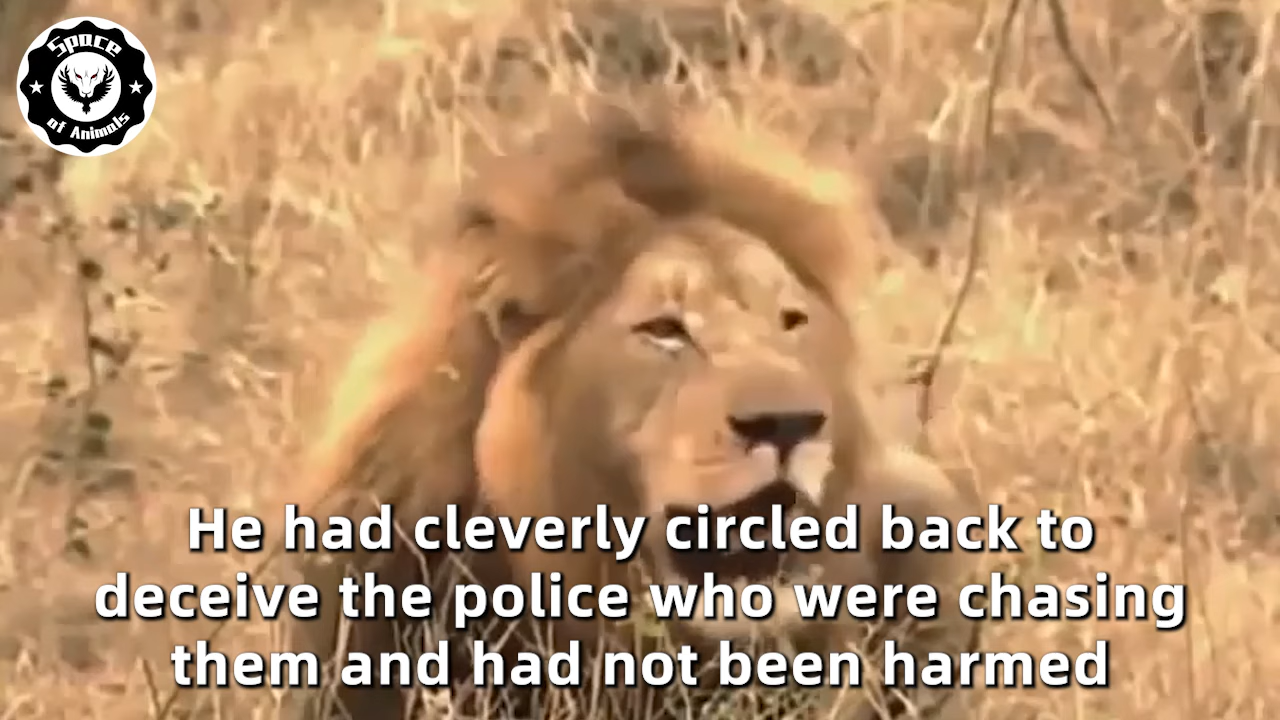 Space
of Animals
He had cleverly circled back to
deceive the police who were chasing
them and had not been harmed